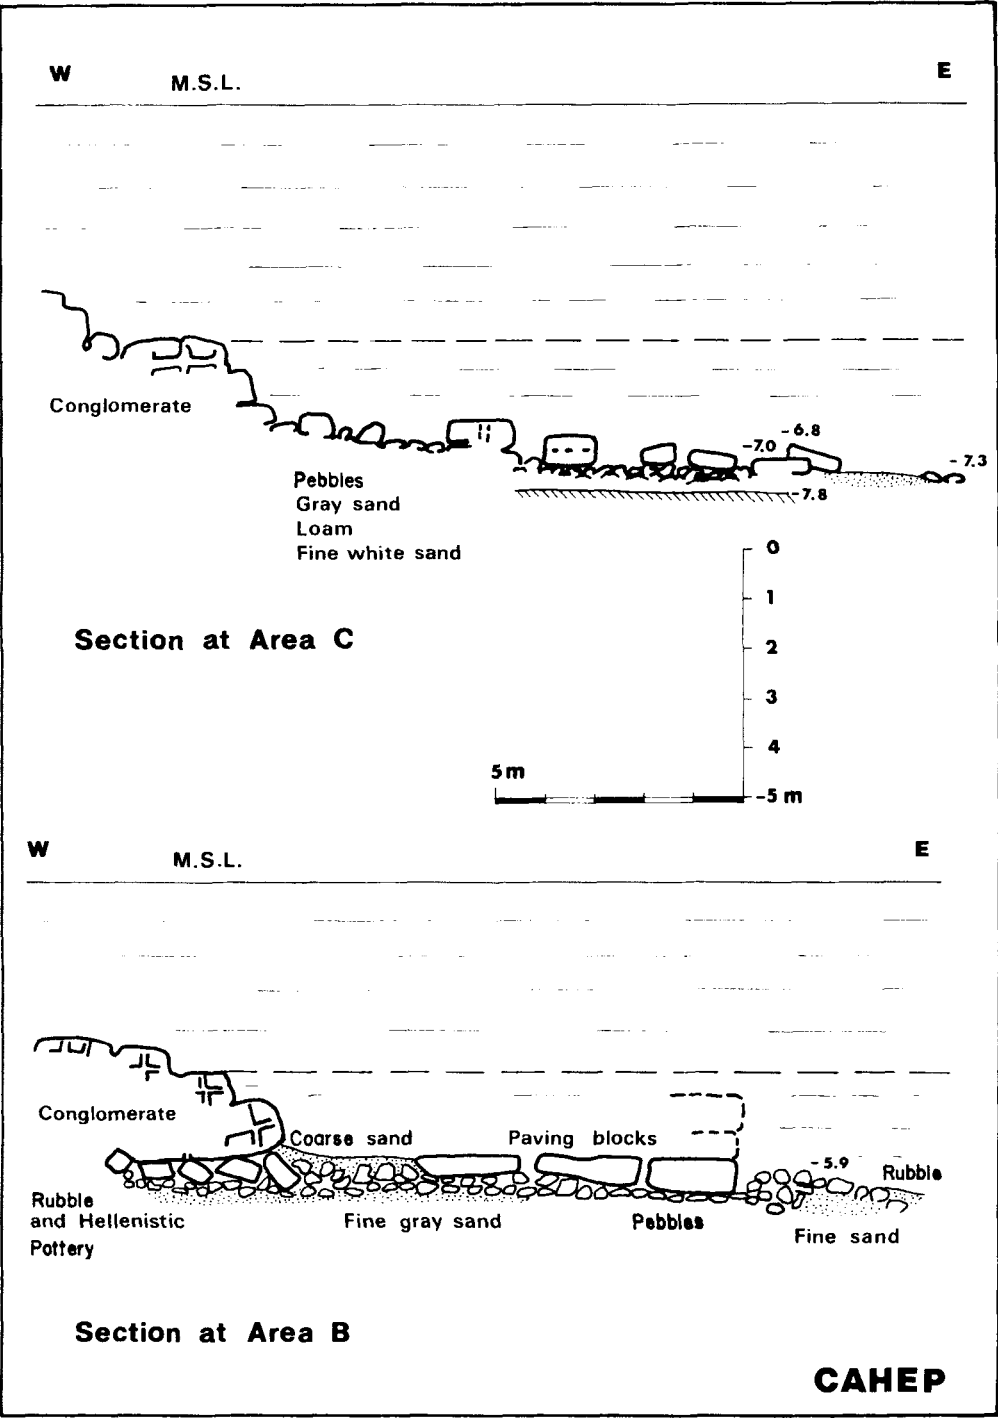 W M.S.L. E
Conglomerate
-6.8
-7.0
-7.3
-7.8
Pebbles
Gray sand
Loam
Fine white sand
0
1
Section at Area C
2
3
4
5m
-5 m
W M.S.L. E
Conglomerate
Coarse sand Paving blocks
-5.9 Rubble
Rubble
and Hellenistic
Pottery
Fine gray sand Pebbles
Fine sand
Section at Area B
CAHEP